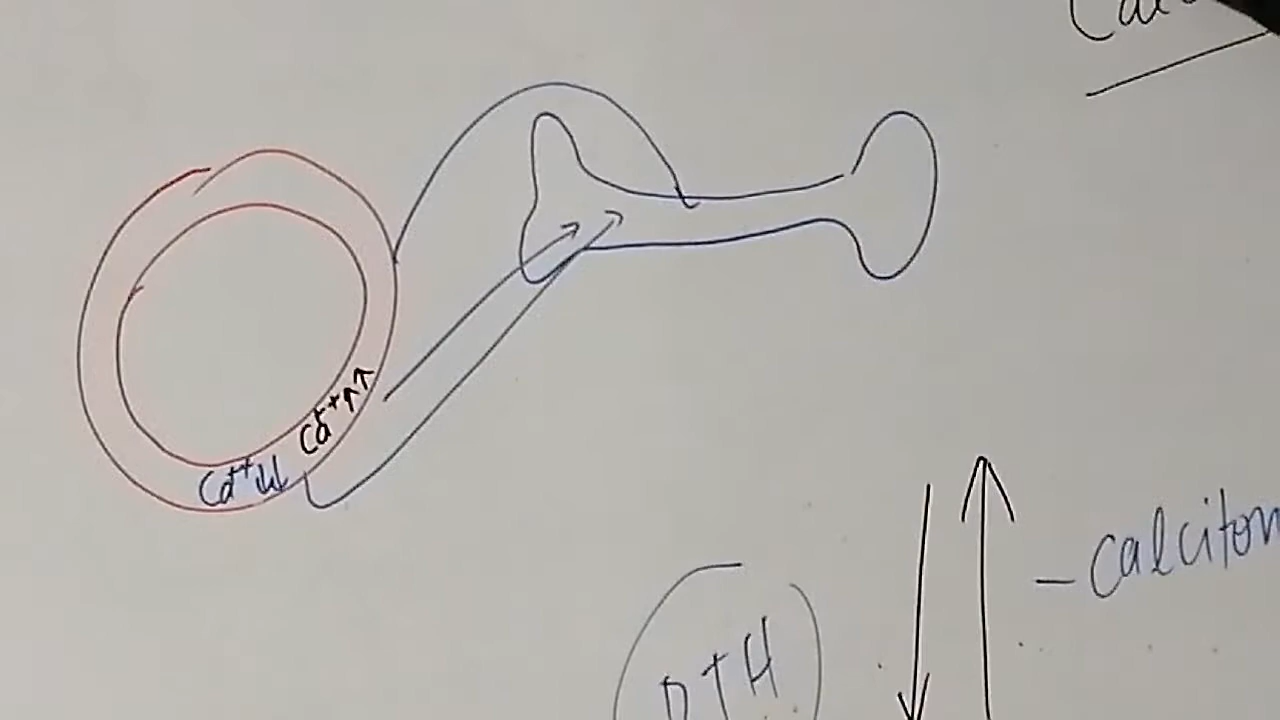 Ca⁺⁺↑↑
Ca⁺⁺↓↓
– Calciton
PTH